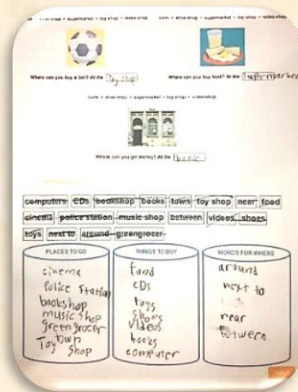 Where can you buy a ball? At the toy shop
Where can you buy food? At the supermarket
bank • shoe shop • supermarket • toy shop • video shop
Where can you get money? At the bank
computers CDs bookshop books town toy shop near food
cinema police station music shop between videos shoes
toys next to around greengrocer
PLACES TO GO
THINGS TO BUY
WORDS FOR WHERE
cinema
Police Station
bookshop
music shop
greengrocer
Town
Toy shop
food
CDs
toys
shoes
videos
books
computer
around
next to
near
between